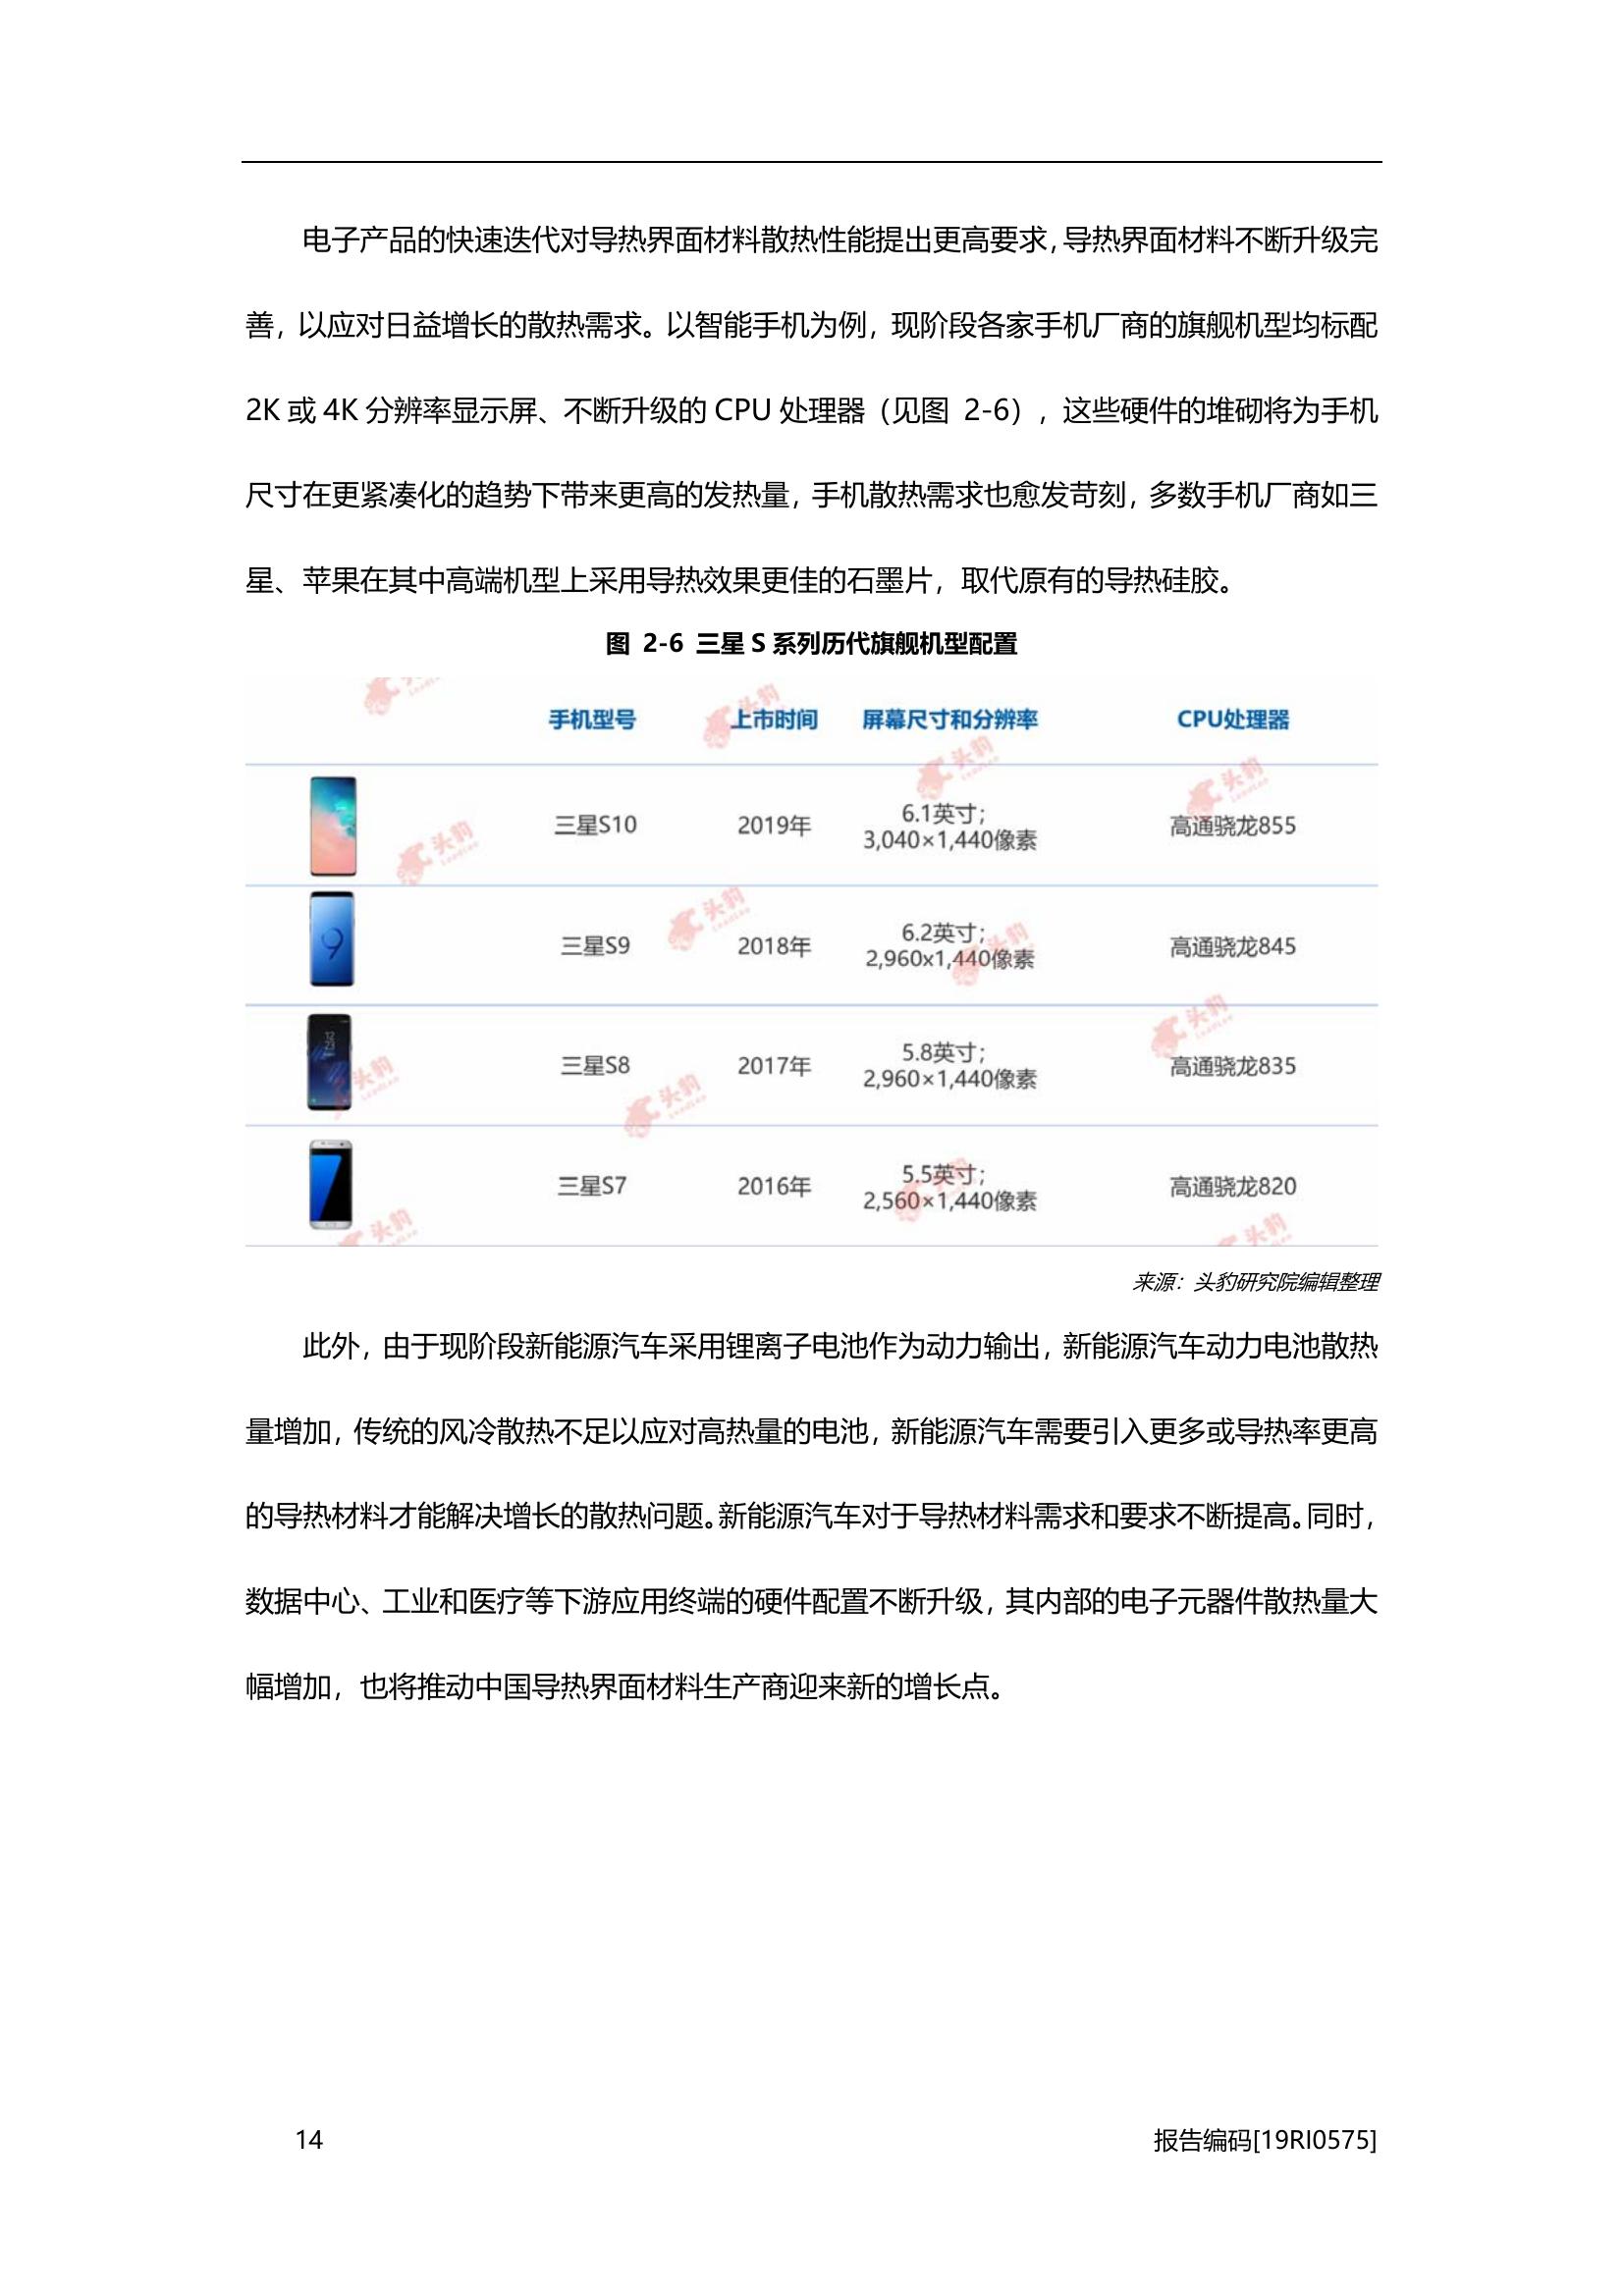 电子产品的快速迭代对导热界面材料散热性能提出更高要求，导热界面材料不断升级完
善，以应对日益增长的散热需求。以智能手机为例，现阶段各家手机厂商的旗舰机型均标配
2K 或 4K 分辨率显示屏、不断升级的 CPU 处理器（见图 2-6），这些硬件的堆砌将为手机
尺寸在更紧凑化的趋势下带来更高的发热量，手机散热需求也愈发苛刻，多数手机厂商如三
星、苹果在其中高端机型上采用导热效果更佳的石墨片，取代原有的导热硅胶。
图 2-6 三星 S 系列历代旗舰机型配置
手机型号 上市时间 屏幕尺寸和分辨率 CPU处理器
三星S10 2019年 6.1英寸； 高通骁龙855
3,040×1,440像素
三星S9 2018年 6.2英寸； 高通骁龙845
2,960x1,440像素
三星S8 2017年 5.8英寸； 高通骁龙835
2,960×1,440像素
三星S7 2016年 5.5英寸； 高通骁龙820
2,560×1,440像素
来源：头豹研究院编辑整理
此外，由于现阶段新能源汽车采用锂离子电池作为动力输出，新能源汽车动力电池散热
量增加，传统的风冷散热不足以应对高热量的电池，新能源汽车需要引入更多或导热率更高
的导热材料才能解决增长的散热问题。新能源汽车对于导热材料需求和要求不断提高。同时，
数据中心、工业和医疗等下游应用终端的硬件配置不断升级，其内部的电子元器件散热量大
幅增加，也将推动中国导热界面材料生产商迎来新的增长点。
14 报告编码[19RI0575]